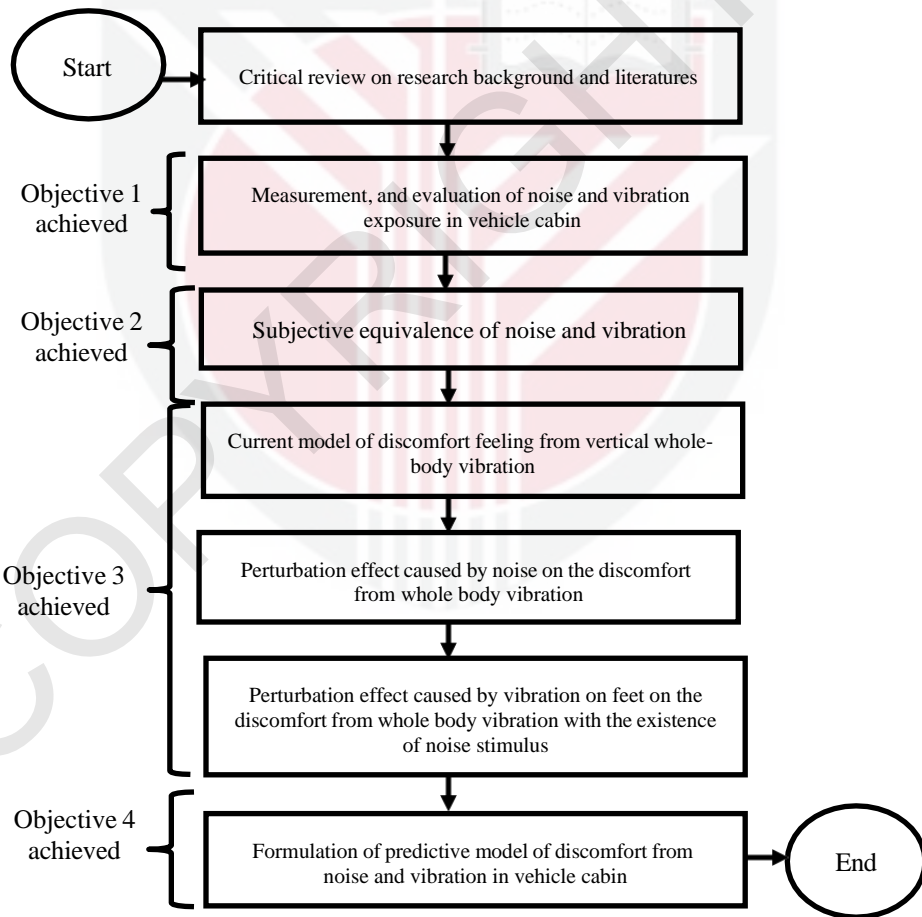 Start
Critical review on research background and literatures
Objective 1
achieved
Measurement, and evaluation of noise and vibration
exposure in vehicle cabin
Objective 2
achieved
Subjective equivalence of noise and vibration
Objective 3
achieved
Current model of discomfort feeling from vertical whole-
body vibration
Perturbation effect caused by noise on the discomfort
from whole body vibration
Perturbation effect caused by vibration on feet on the
discomfort from whole body vibration with the existence
of noise stimulus
Objective 4
achieved
Formulation of predictive model of discomfort from
noise and vibration in vehicle cabin
End
COPYRIGHT